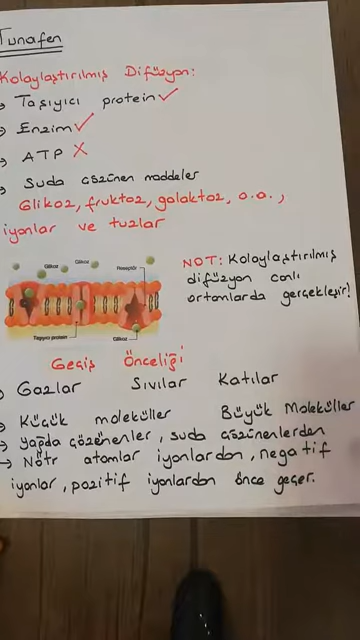 Tunafen
Kolaylaştırılmış Difüzyon:
→ Taşıyıcı protein ✓
→ Enzim ✓
→ ATP X
→ Suda çözünen maddeler
Glikoz, fruktoz, galaktoz, a.a.,
iyonlar ve tuzlar
Glikoz Glikoz Reseptör
Taşıyıcı protein Glikoz
NOT: Kolaylaştırılmış
difüzyon canlı
ortamlarda gerçekleşir!
Geçiş Önceliği
→ Gazlar Sıvılar Katılar
→ Küçük moleküller Büyük Moleküller
→ Yağda çözenenler, suda çözünenlerden
→ Nötr atomlar iyonlardan, negatif
iyonlar, pozitif iyonlardan önce geçer.